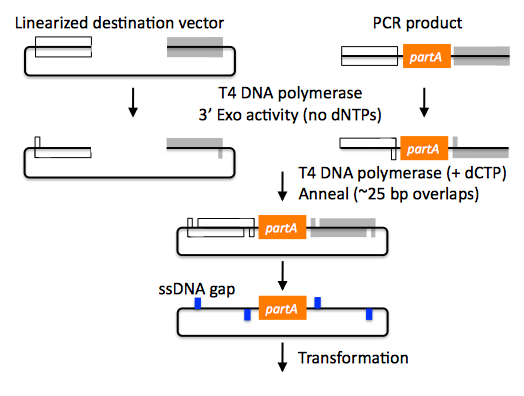 Linearized destination vector
PCR product
partA
T4 DNA polymerase
3’ Exo activity (no dNTPs)
partA
T4 DNA polymerase (+ dCTP)
Anneal (~25 bp overlaps)
partA
ssDNA gap
partA
Transformation